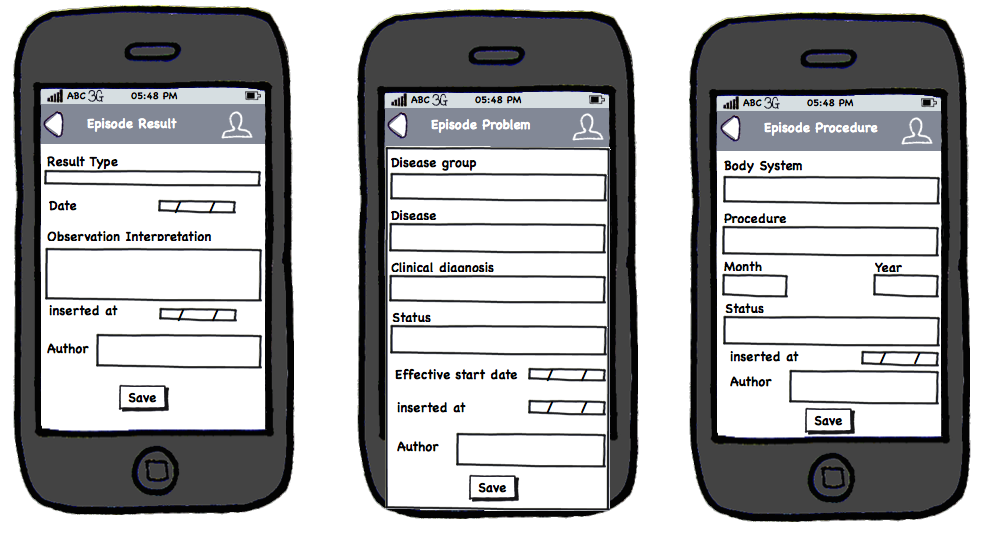 ABC 3G 05:48 PM
Episode Result
Result Type
Date
Observation Interpretation
inserted at
Author
Save
ABC 3G 05:48 PM
Episode Problem
Disease group
Disease
Clinical diagnosis
Status
Effective start date
inserted at
Author
Save
ABC 3G 05:48 PM
Episode Procedure
Body System
Procedure
Month Year
Status
inserted at
Author
Save